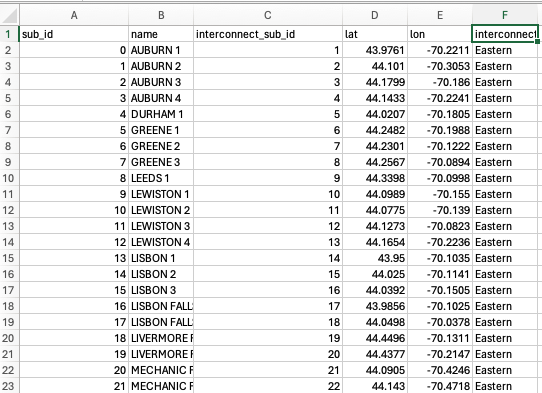 A B C D E F
1 sub_id name interconnect_sub_id lat lon interconnect
2 0 AUBURN 1 1 43.9761 -70.2211 Eastern
3 1 AUBURN 2 2 44.101 -70.3053 Eastern
4 2 AUBURN 3 3 44.1799 -70.186 Eastern
5 3 AUBURN 4 4 44.1433 -70.2241 Eastern
6 4 DURHAM 1 5 44.0207 -70.1805 Eastern
7 5 GREENE 1 6 44.2482 -70.1988 Eastern
8 6 GREENE 2 7 44.2301 -70.1222 Eastern
9 7 GREENE 3 8 44.2567 -70.0894 Eastern
10 8 LEEDS 1 9 44.3398 -70.0998 Eastern
11 9 LEWISTON 1 10 44.0989 -70.155 Eastern
12 10 LEWISTON 2 11 44.0775 -70.139 Eastern
13 11 LEWISTON 3 12 44.1273 -70.0823 Eastern
14 12 LEWISTON 4 13 44.1654 -70.2236 Eastern
15 13 LISBON 1 14 43.95 -70.1035 Eastern
16 14 LISBON 2 15 44.025 -70.1141 Eastern
17 15 LISBON 3 16 44.0392 -70.1505 Eastern
18 16 LISBON FALL 17 43.9856 -70.1025 Eastern
19 17 LISBON FALL 18 44.0498 -70.0378 Eastern
20 18 LIVERMORE F 19 44.4496 -70.1311 Eastern
21 19 LIVERMORE F 20 44.4377 -70.2147 Eastern
22 20 MECHANIC F 21 44.0905 -70.4246 Eastern
23 21 MECHANIC F 22 44.143 -70.4718 Eastern